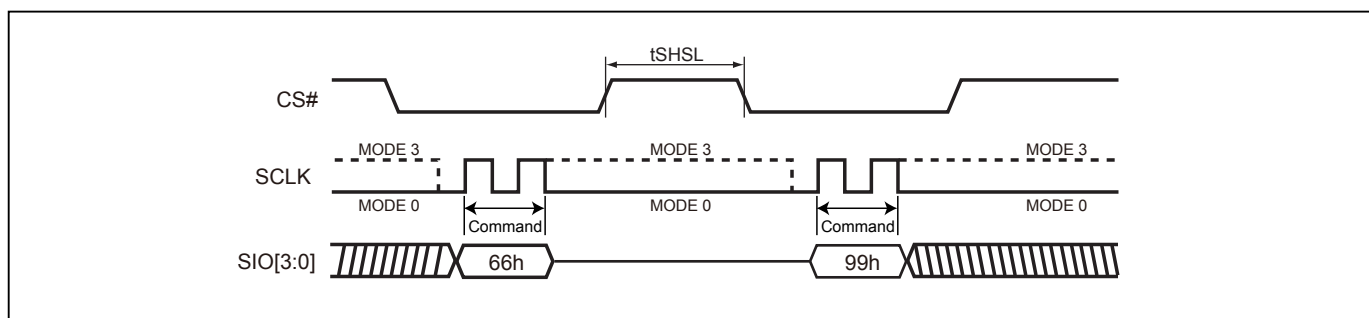 tSHSL
CS#
MODE 3 MODE 3 MODE 3
SCLK
MODE 0 MODE 0 MODE 0
Command Command
SIO[3:0] 66h 99h